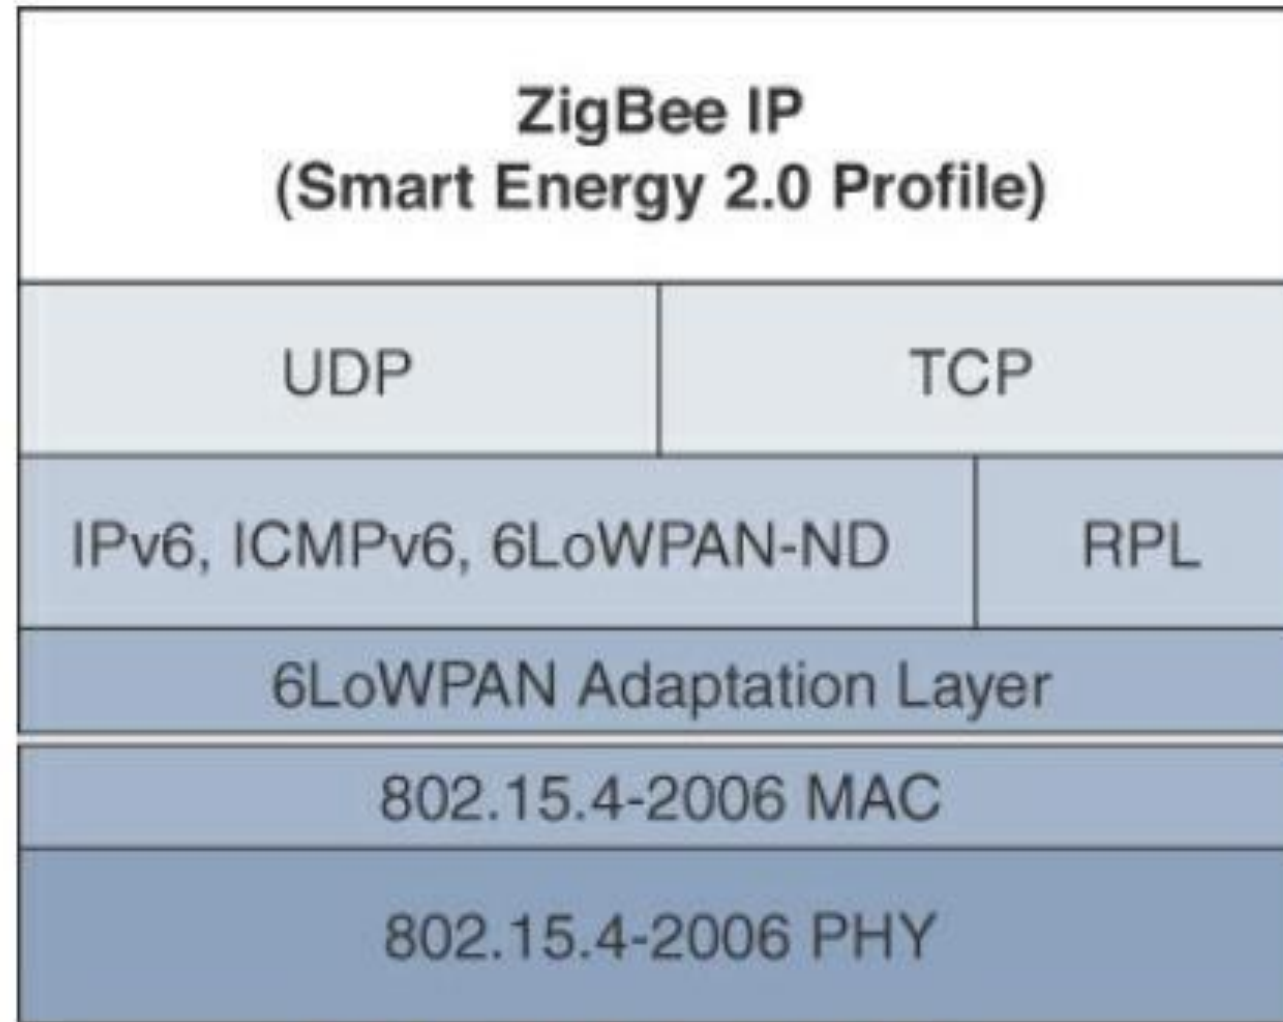 ZigBee IP
(Smart Energy 2.0 Profile)
UDP
TCP
IPv6, ICMPv6, 6LoWPAN-ND
RPL
6LoWPAN Adaptation Layer
802.15.4-2006 MAC
802.15.4-2006 PHY